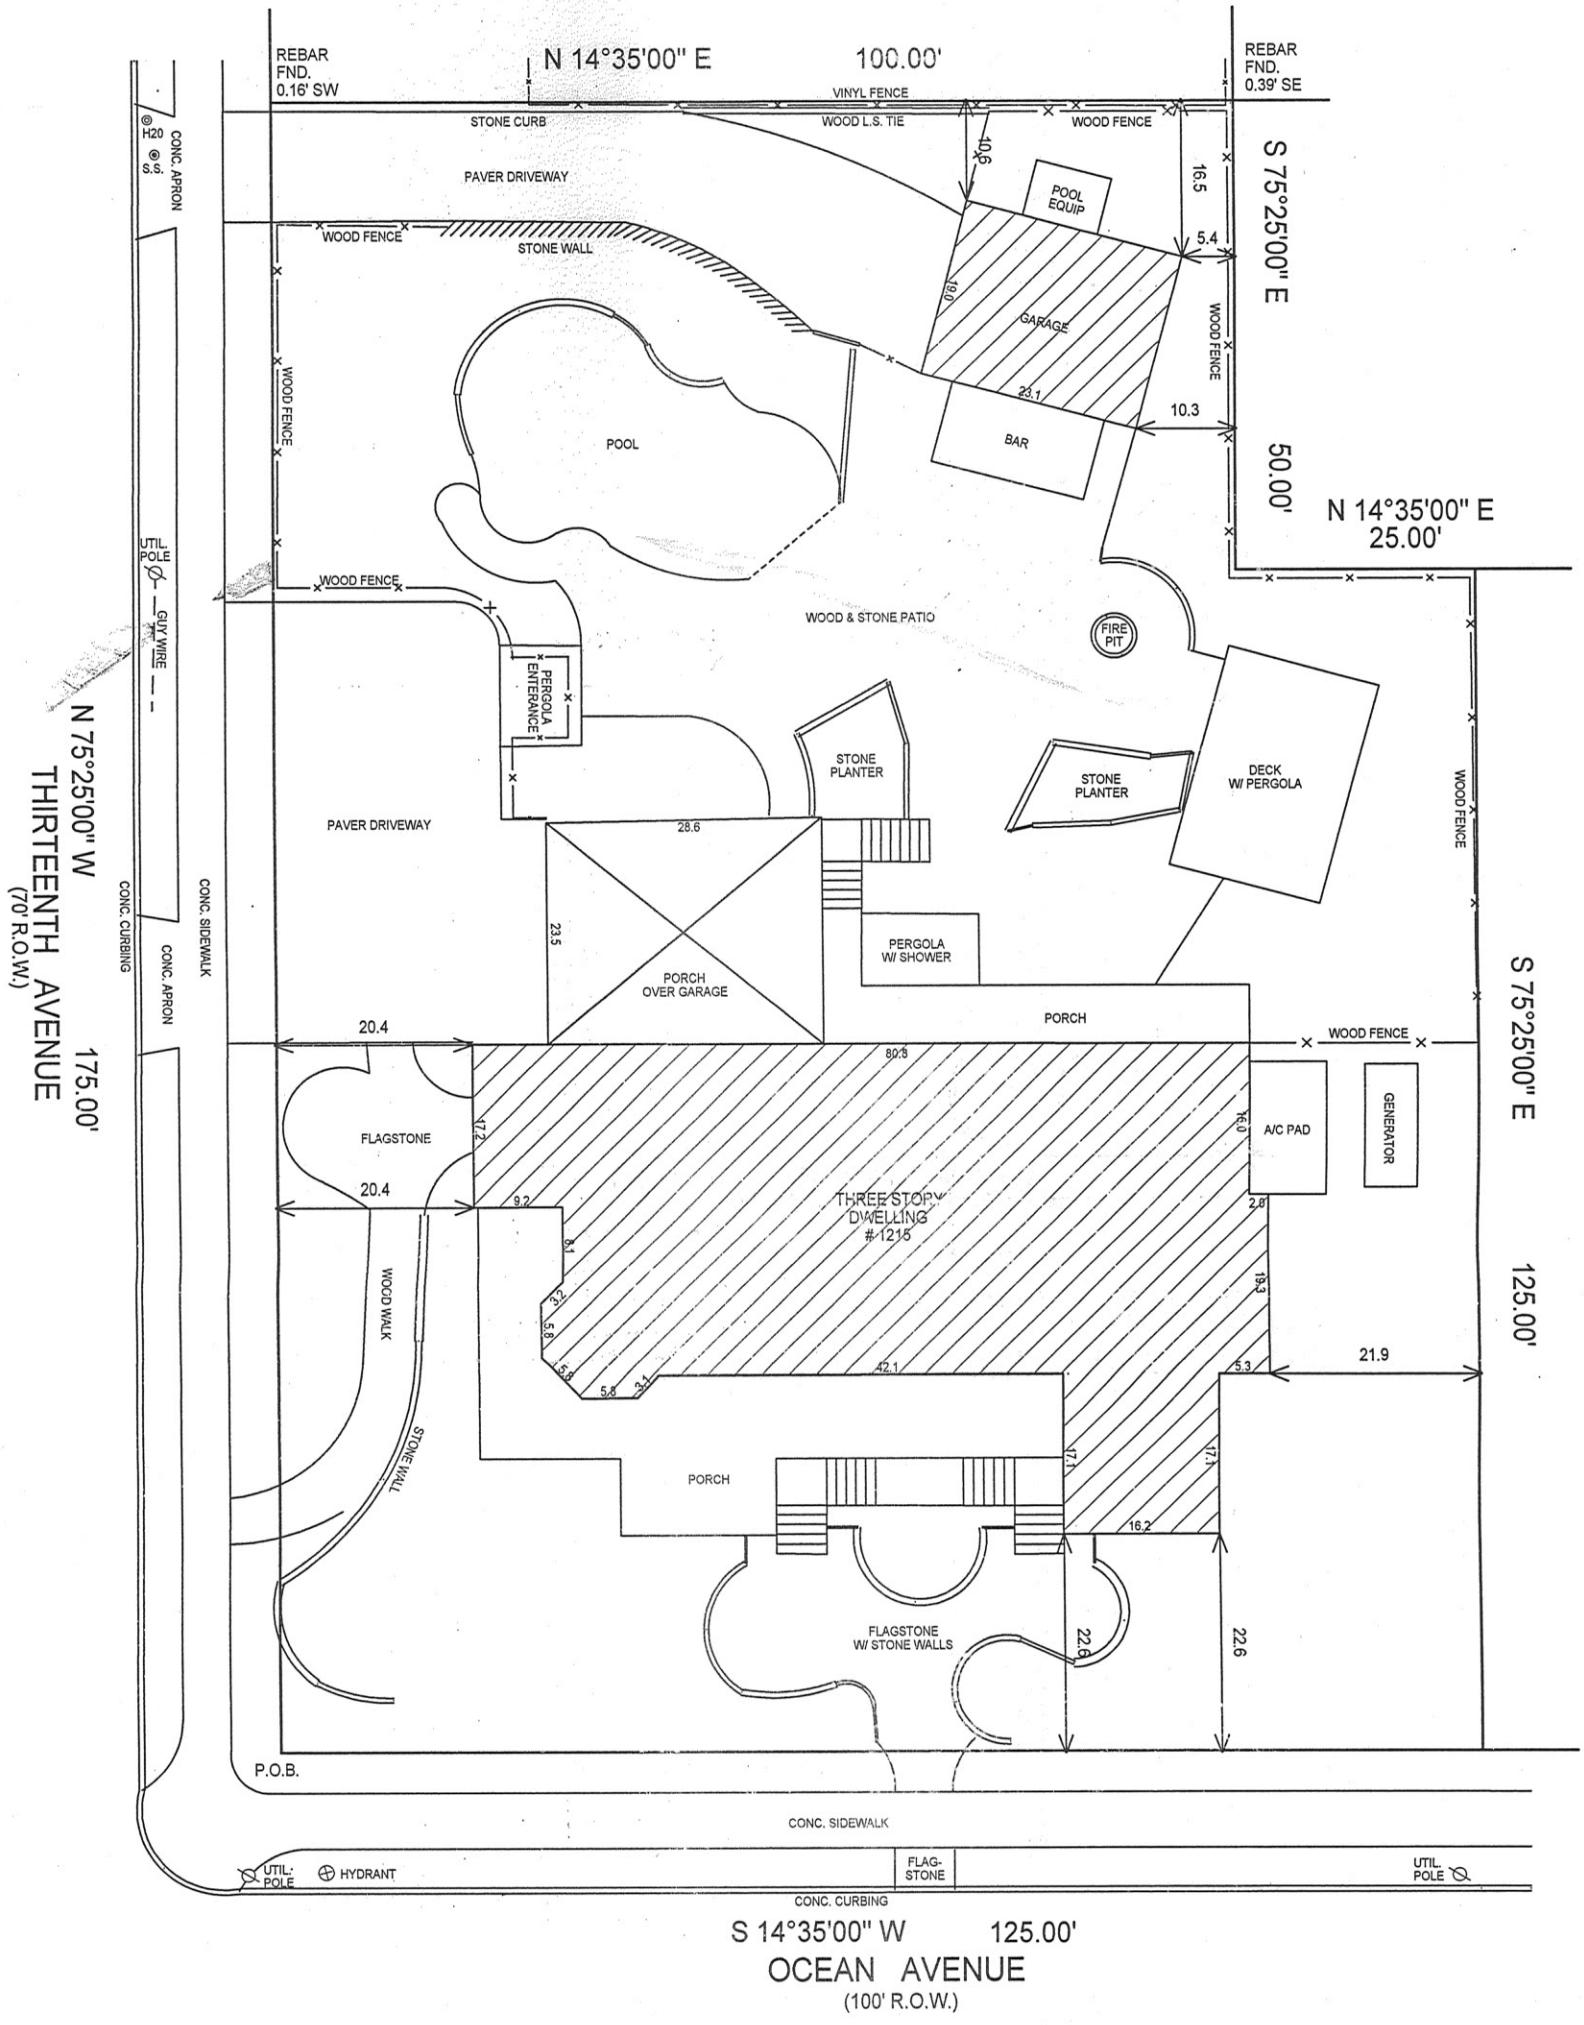 REBAR
FND.
0.16' SW
N 14°35'00" E
100.00'
REBAR
FND.
0.39' SE
VINYL FENCE
STONE CURB
WOOD L.S. TIE
WOOD FENCE
H20
S.S.
CONC. APRON
10.6
16.5
S 75°25'00" E
50.00'
PAVER DRIVEWAY
POOL
EQUIP
WOOD FENCE
STONE WALL
5.4
19.0
GARAGE
WOOD FENCE
23.1
10.3
WOOD FENCE
POOL
BAR
N 14°35'00" E
25.00'
UTIL.
POLE
GUY WIRE
WOOD FENCE
WOOD & STONE PATIO
FIRE
PIT
PERGOLA
ENTERANCE
STONE
PLANTER
STONE
PLANTER
DECK
W/ PERGOLA
WOOD FENCE
N 75°25'00" W
175.00'
THIRTEENTH AVENUE
(70' R.O.W.)
PAVER DRIVEWAY
28.6
23.5
CONC. CURBING
CONC. SIDEWALK
CONC. APRON
PORCH
OVER GARAGE
PERGOLA
W/ SHOWER
PORCH
WOOD FENCE
S 75°25'00" E
125.00'
20.4
80.3
17.2
FLAGSTONE
16.0
A/C PAD
GENERATOR
20.4
9.2
THREE STORY
DWELLING
# 1215
2.0
8.1
3.2
5.8
5.8
5.8
3.1
42.1
19.3
5.3
21.9
WOOD WALK
STONE WALL
PORCH
17.1
17.1
16.2
FLAGSTONE
W/ STONE WALLS
22.6
22.6
P.O.B.
CONC. SIDEWALK
UTIL.
POLE
HYDRANT
FLAG-
STONE
UTIL.
POLE
CONC. CURBING
S 14°35'00" W
125.00'
OCEAN AVENUE
(100' R.O.W.)